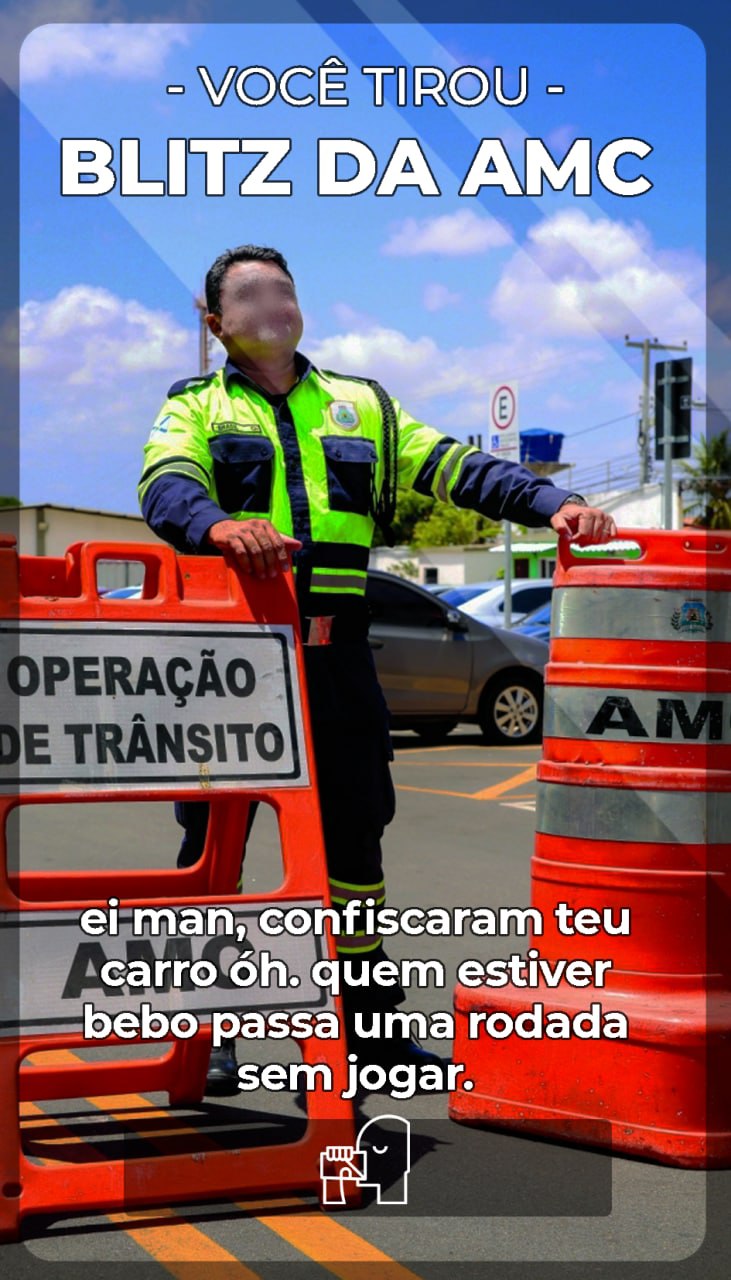 - VOCÊ TIROU -
BLITZ DA AMC
E
OPERAÇÃO
DE TRÂNSITO
AM
ei man, confiscaram teu
carro óh. quem estiver
bebo passa uma rodada
sem jogar.
AMC